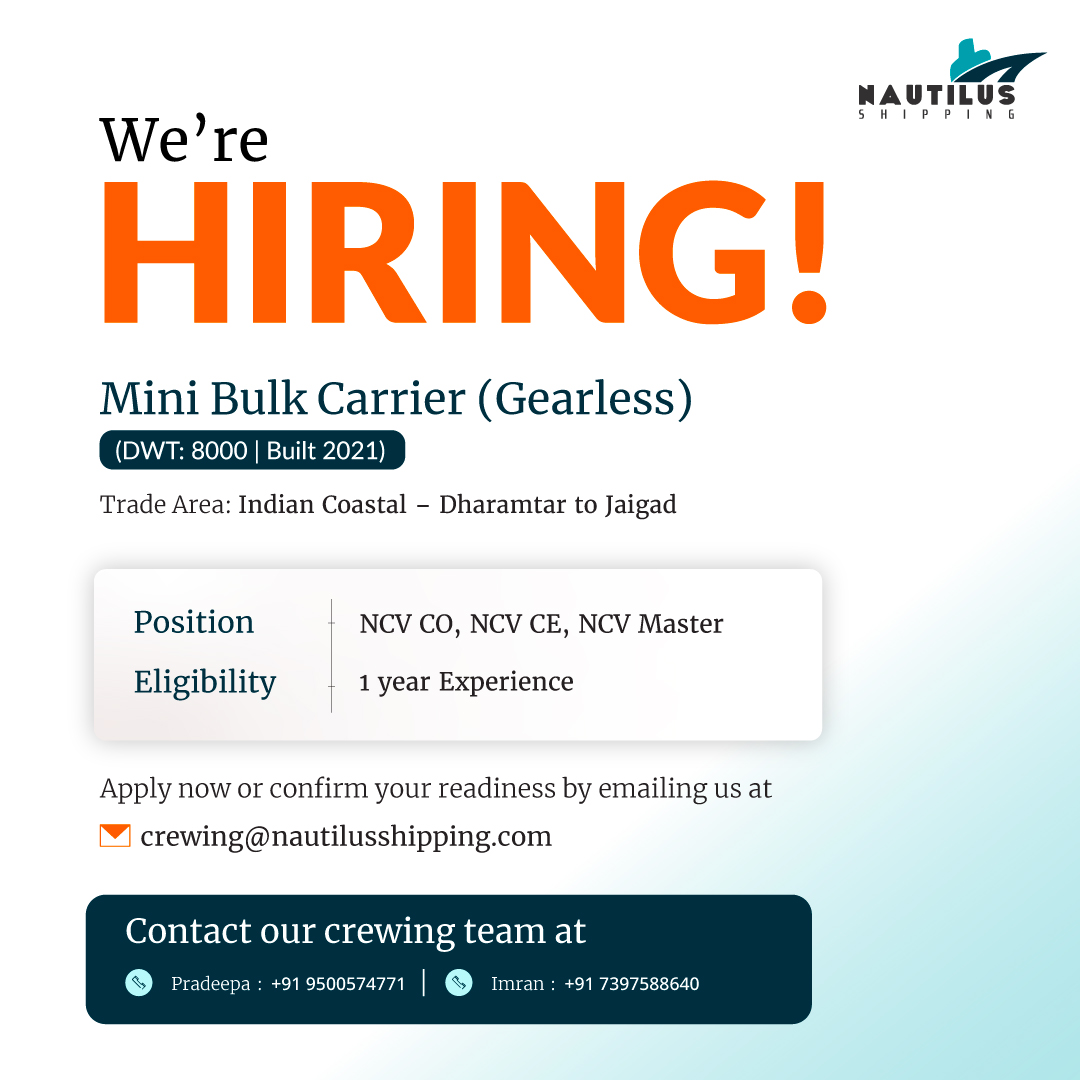 NAUTILUS
SHIPPING
We’re
HIRING!
Mini Bulk Carrier (Gearless)
(DWT: 8000 | Built 2021)
Trade Area: Indian Coastal – Dharamtar to Jaigad
Position NCV CO, NCV CE, NCV Master
Eligibility 1 year Experience
Apply now or confirm your readiness by emailing us at
crewing@nautilusshipping.com
Contact our crewing team at
Pradeepa : +91 9500574771 | Imran : +91 7397588640